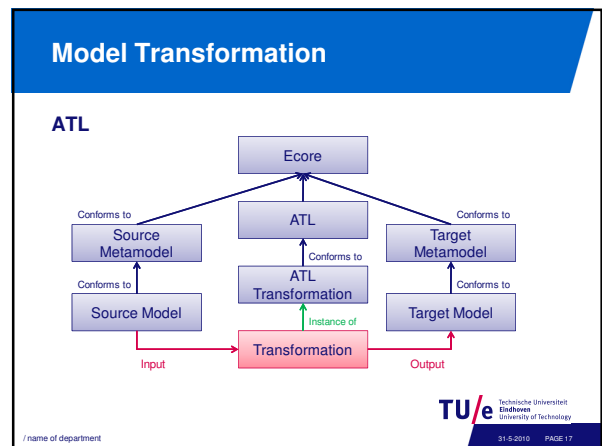 Model Transformation
ATL
Ecore
Conforms to
ATL
Conforms to
Source
Metamodel
Conforms to
Target
Metamodel
Conforms to
ATL
Transformation
Conforms to
Source Model
Instance of
Target Model
Transformation
Input
Output
TU/e
Technische Universiteit
Eindhoven
University of Technology
/ name of department
31-5-2010 PAGE 17